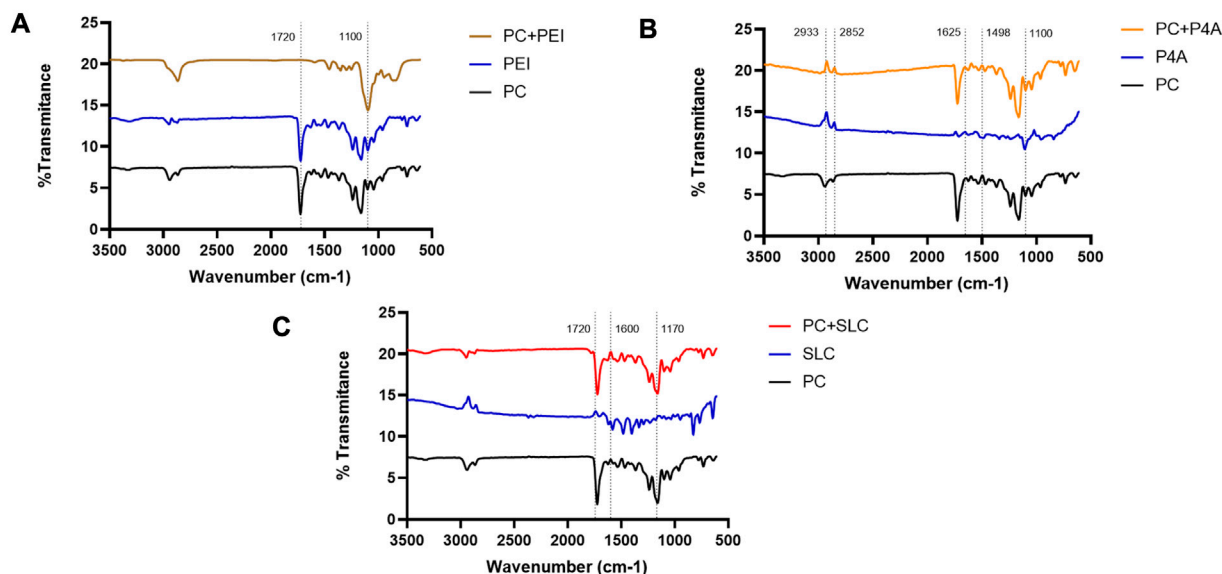 A
1720
1100
PC+PEI
PEI
PC
%Transmitance
25
20
15
10
5
0
3500 3000 2500 2000 1500 1000 500
Wavenumber (cm-1)
B
2933
2852
1625
1498
1100
PC+P4A
P4A
PC
% Transmitance
25
20
15
10
5
0
3500 3000 2500 2000 1500 1000 500
Wavenumber (cm-1)
C
1720
1600
1170
PC+SLC
SLC
PC
% Transmitance
25
20
15
10
5
0
3500 3000 2500 2000 1500 1000 500
Wavenumber (cm-1)